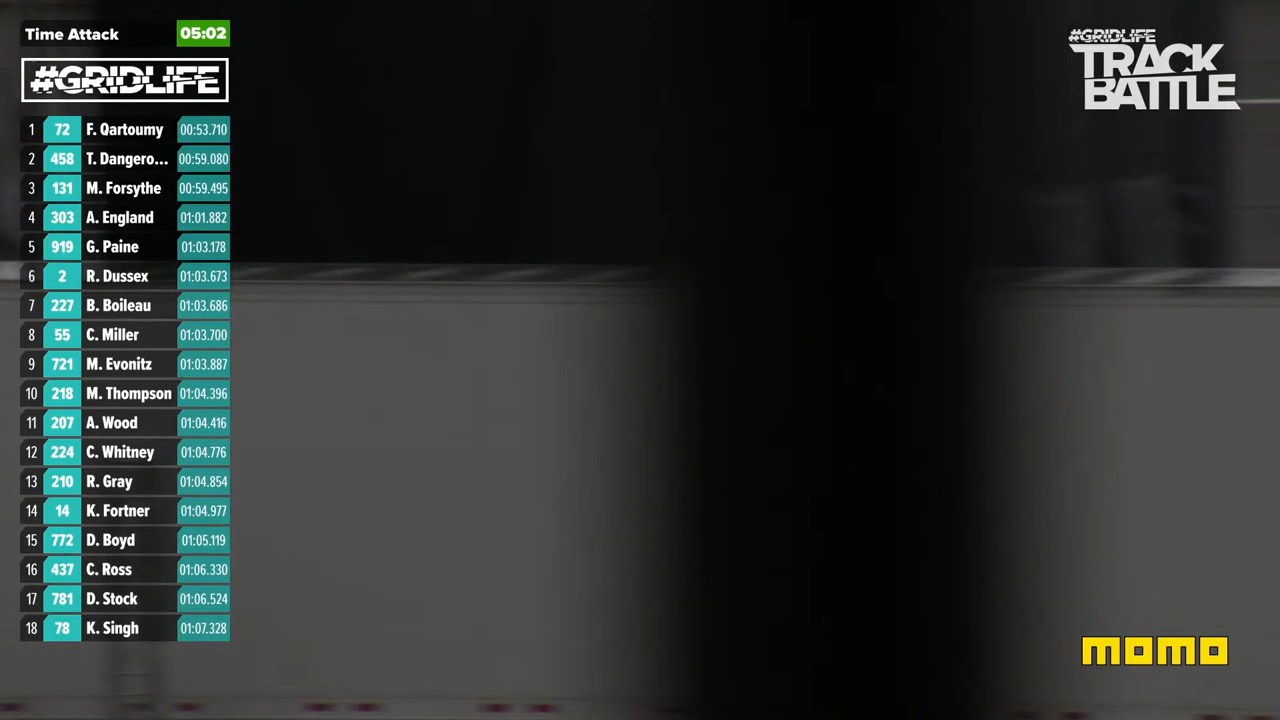 Time Attack 05:02
#GRIDLIFE
1 72 F. Qartoumy 00:53.710
2 458 T. Dangero... 00:59.080
3 131 M. Forsythe 00:59.495
4 303 A. England 01:01.882
5 919 G. Paine 01:03.178
6 2 R. Dussex 01:03.673
7 227 B. Boileau 01:03.686
8 55 C. Miller 01:03.700
9 721 M. Evonitz 01:03.887
10 218 M. Thompson 01:04.396
11 207 A. Wood 01:04.416
12 224 C. Whitney 01:04.776
13 210 R. Gray 01:04.854
14 14 K. Fortner 01:04.977
15 772 D. Boyd 01:05.119
16 437 C. Ross 01:06.330
17 781 D. Stock 01:06.524
18 78 K. Singh 01:07.328
#GRIDLIFE
TRACK
BATTLE
momo